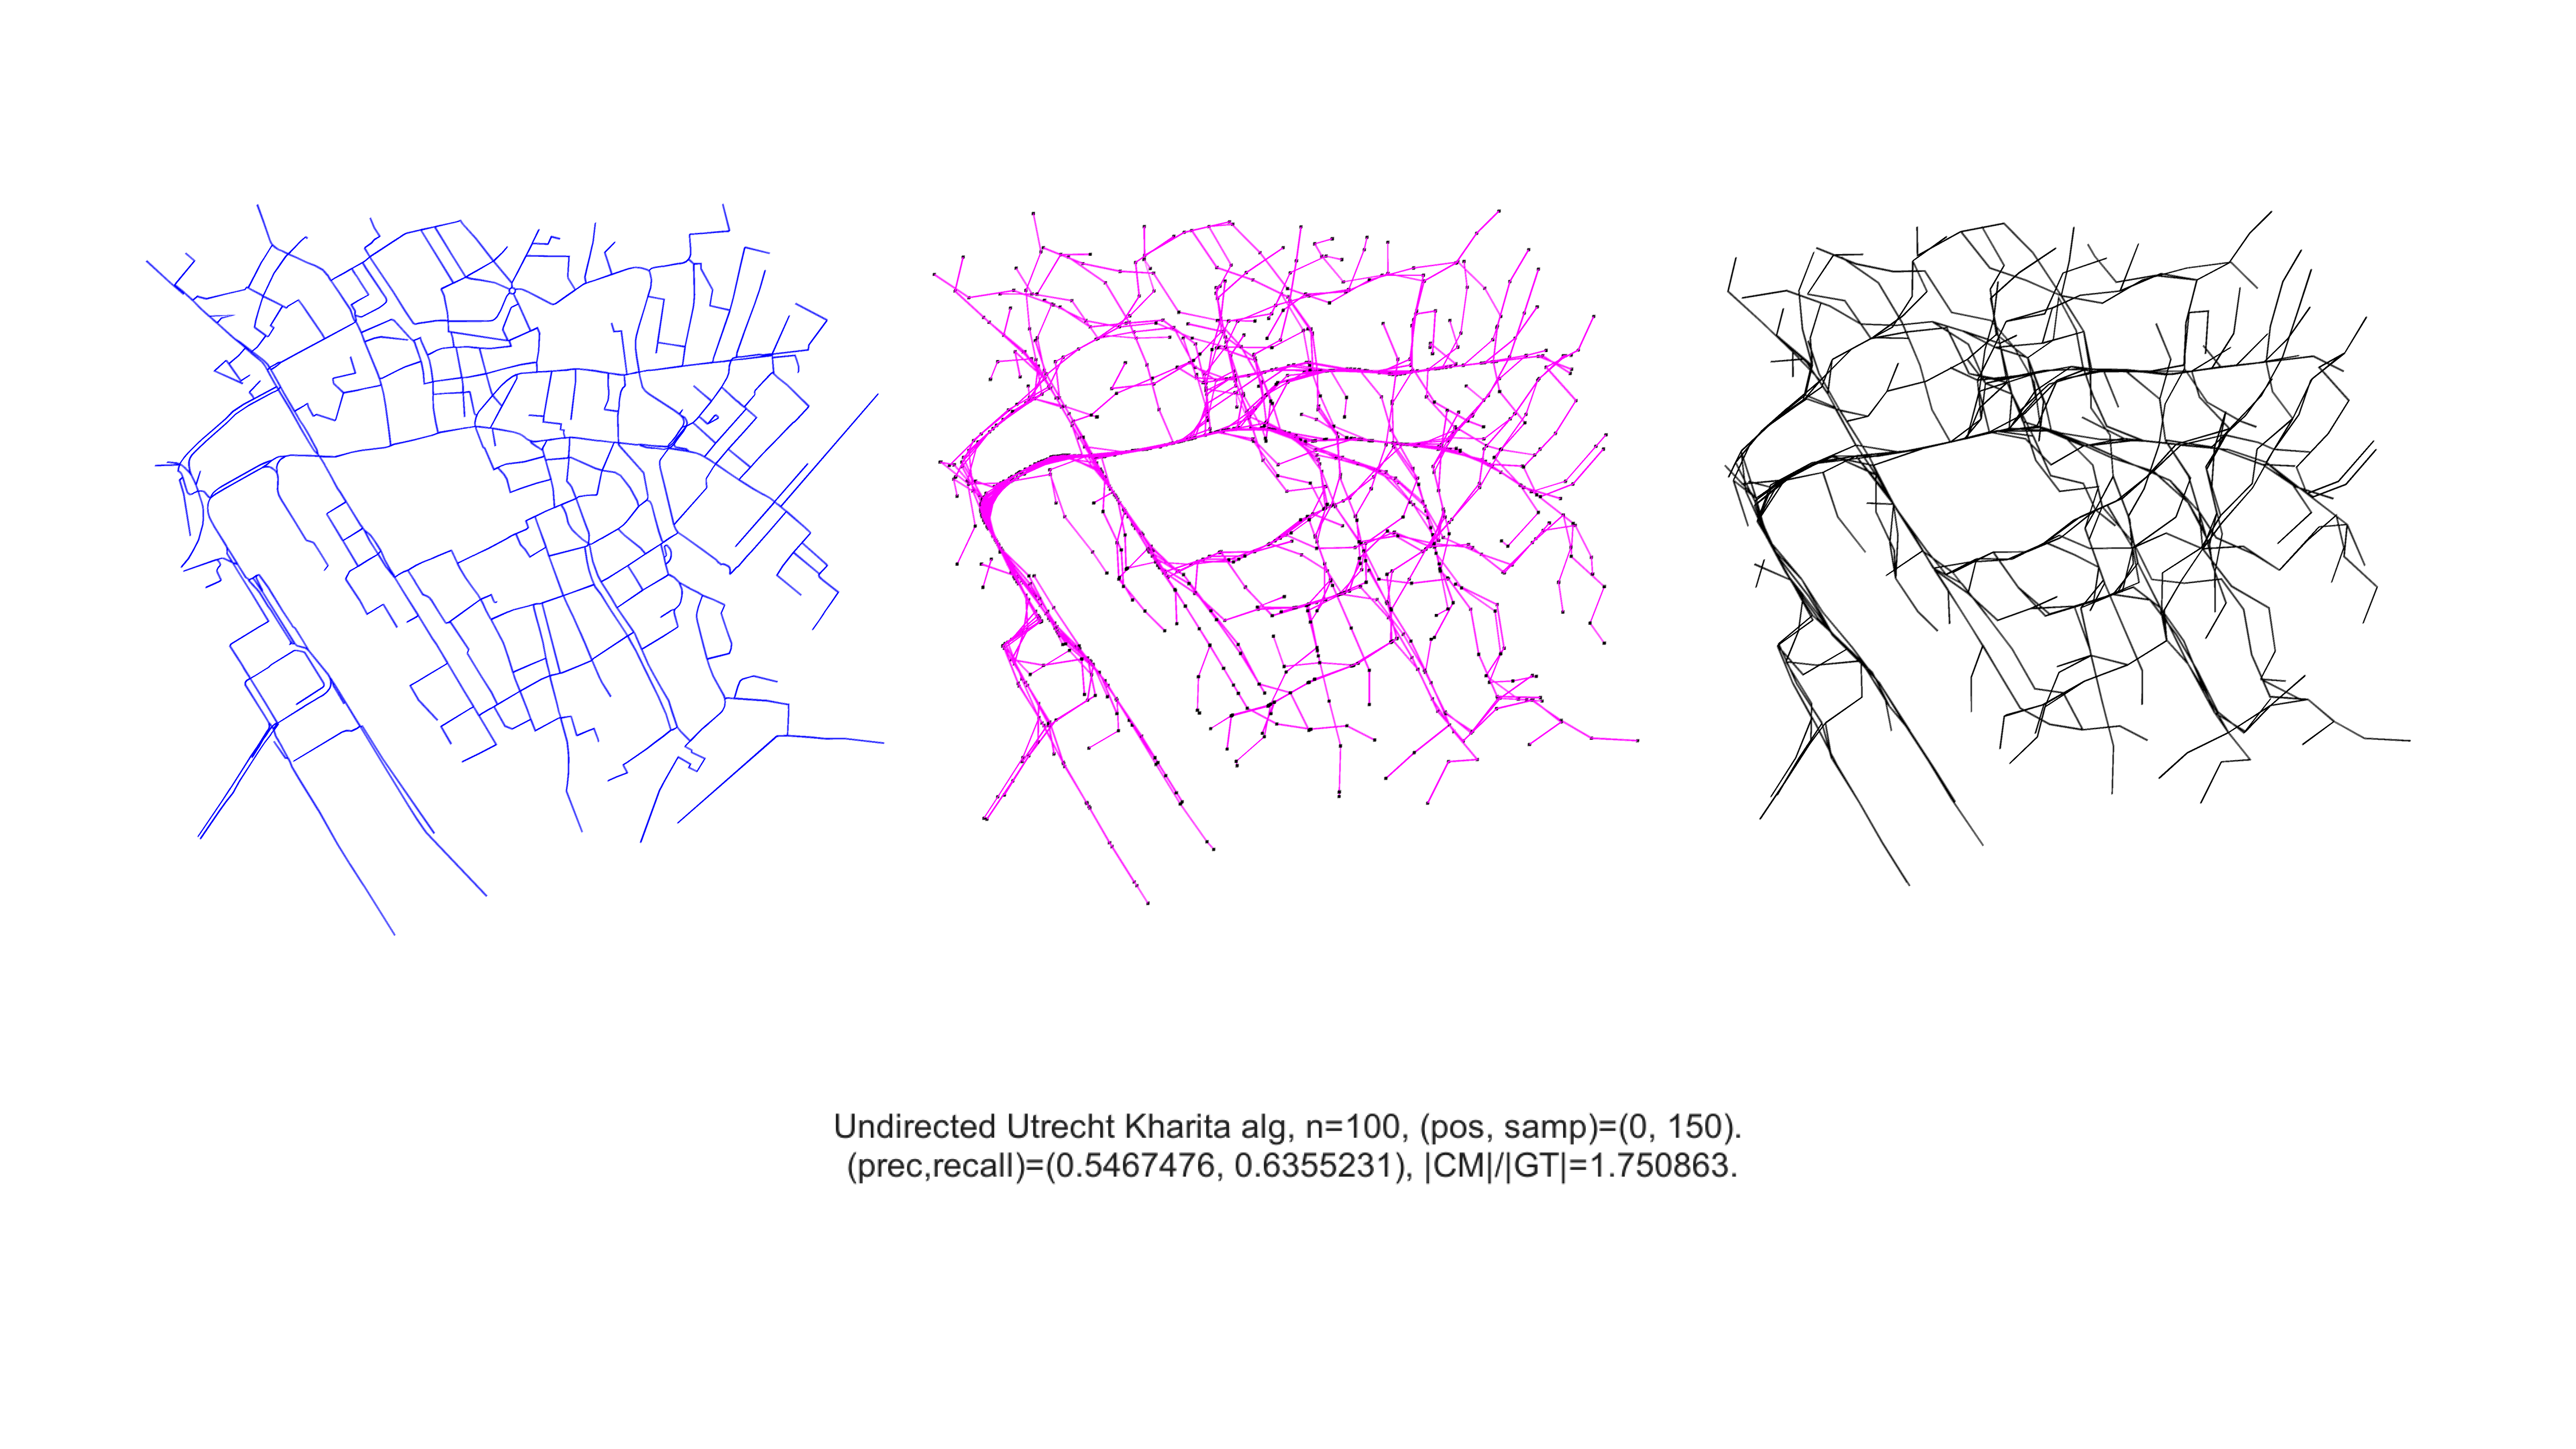 Undirected Utrecht Kharita alg, n=100, (pos, samp)=(0, 150).
(prec,recall)=(0.5467476, 0.6355231), |CM|/|GT|=1.750863.